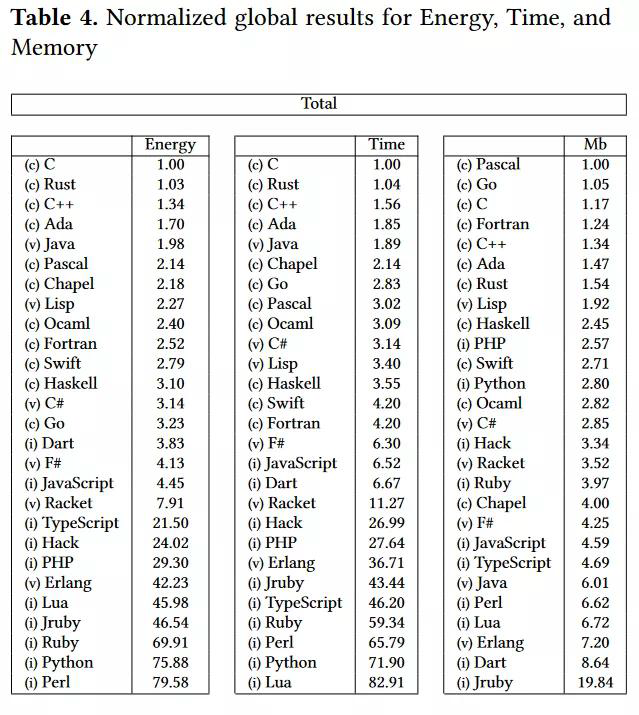 Table 4. Normalized global results for Energy, Time, and
Memory
Total
Energy
(c) C 1.00
(c) Rust 1.03
(c) C++ 1.34
(c) Ada 1.70
(v) Java 1.98
(c) Pascal 2.14
(c) Chapel 2.18
(v) Lisp 2.27
(c) Ocaml 2.40
(c) Fortran 2.52
(c) Swift 2.79
(c) Haskell 3.10
(v) C# 3.14
(c) Go 3.23
(i) Dart 3.83
(v) F# 4.13
(i) JavaScript 4.45
(v) Racket 7.91
(i) TypeScript 21.50
(i) Hack 24.02
(i) PHP 29.30
(v) Erlang 42.23
(i) Lua 45.98
(i) Jruby 46.54
(i) Ruby 69.91
(i) Python 75.88
(i) Perl 79.58
Time
(c) C 1.00
(c) Rust 1.04
(c) C++ 1.56
(c) Ada 1.85
(v) Java 1.89
(c) Chapel 2.14
(c) Go 2.83
(c) Pascal 3.02
(c) Ocaml 3.09
(v) C# 3.14
(v) Lisp 3.40
(c) Haskell 3.55
(c) Swift 4.20
(c) Fortran 4.20
(v) F# 6.30
(i) JavaScript 6.52
(i) Dart 6.67
(v) Racket 11.27
(i) Hack 26.99
(i) PHP 27.64
(v) Erlang 36.71
(i) Jruby 43.44
(i) TypeScript 46.20
(i) Ruby 59.34
(i) Perl 65.79
(i) Python 71.90
(i) Lua 82.91
Mb
(c) Pascal 1.00
(c) Go 1.05
(c) C 1.17
(c) Fortran 1.24
(c) C++ 1.34
(c) Ada 1.47
(c) Rust 1.54
(v) Lisp 1.92
(c) Haskell 2.45
(i) PHP 2.57
(c) Swift 2.71
(i) Python 2.80
(c) Ocaml 2.82
(v) C# 2.85
(i) Hack 3.34
(v) Racket 3.52
(i) Ruby 3.97
(c) Chapel 4.00
(v) F# 4.25
(i) JavaScript 4.59
(i) TypeScript 4.69
(v) Java 6.01
(i) Perl 6.62
(i) Lua 6.72
(v) Erlang 7.20
(i) Dart 8.64
(i) Jruby 19.84